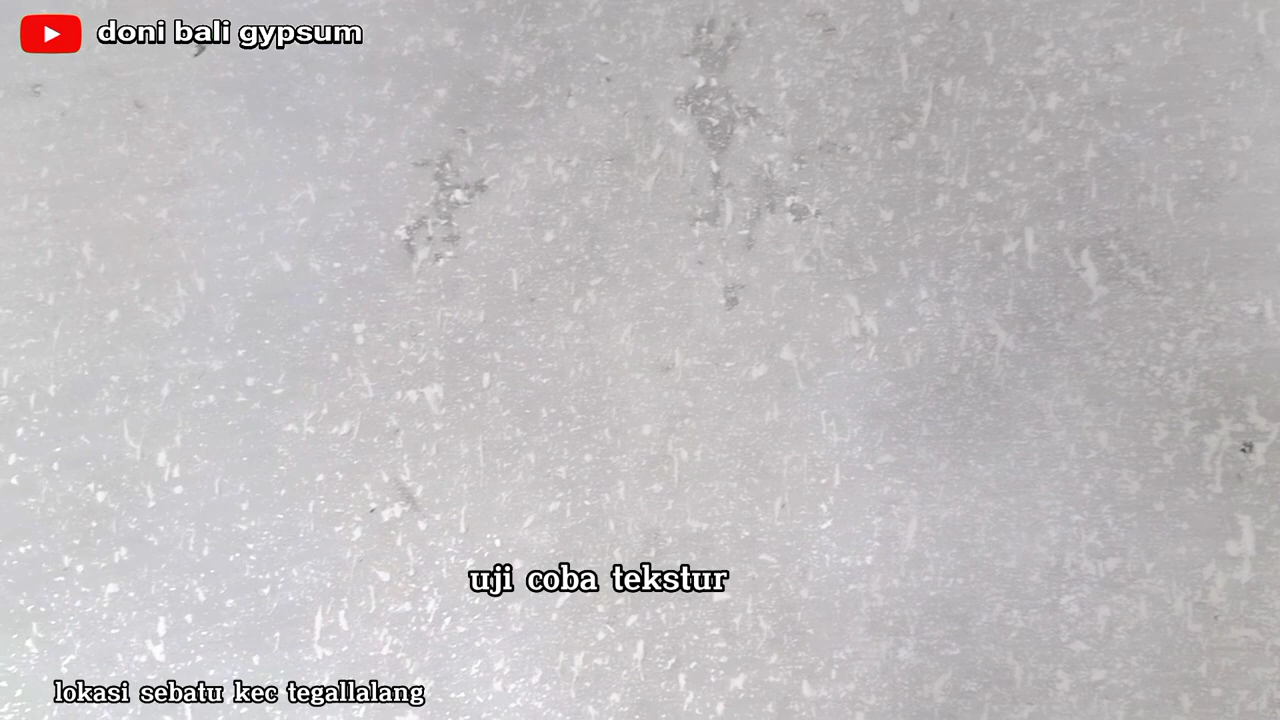 doni bali gypsum
uji coba tekstur
lokasi sebatu kec tegallalang